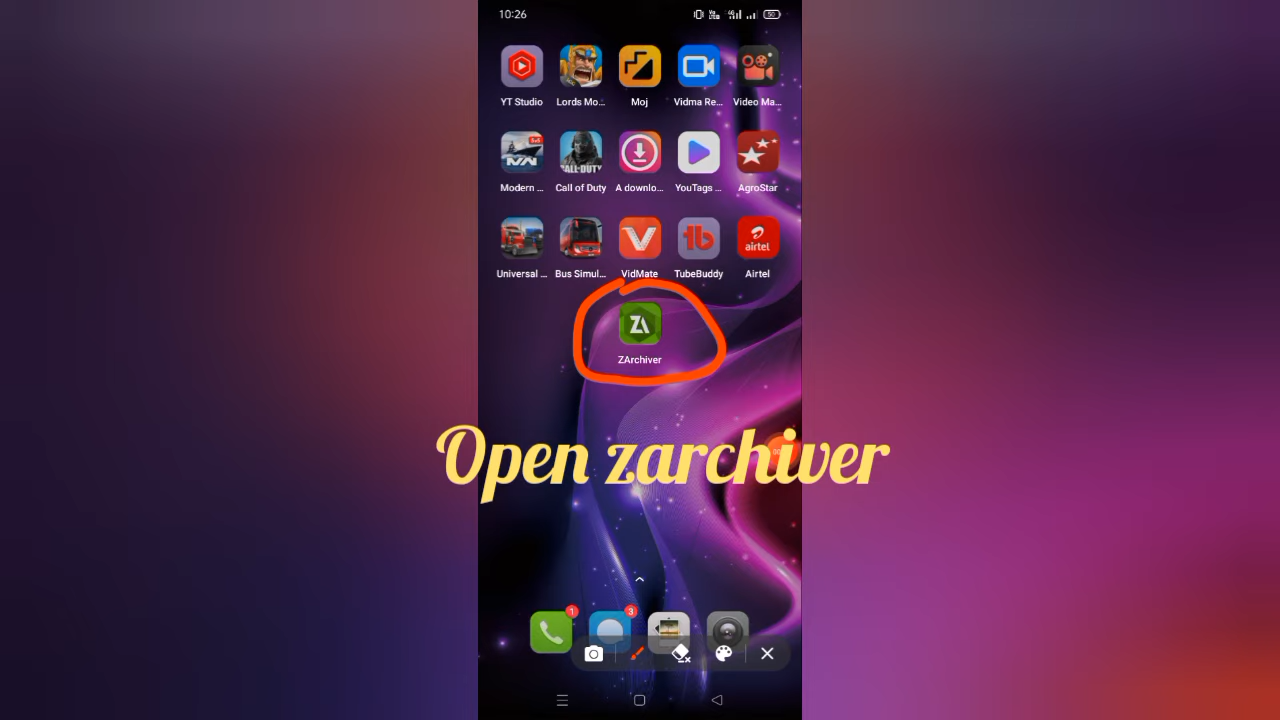 10:26
YT Studio Lords Mo... Moj Vidma Re... Video Ma...
Modern ... Call of Duty A downlo... YouTags ... AgroStar
Universal ... Bus Simul... VidMate TubeBuddy Airtel
ZArchiver
Open zarchiver